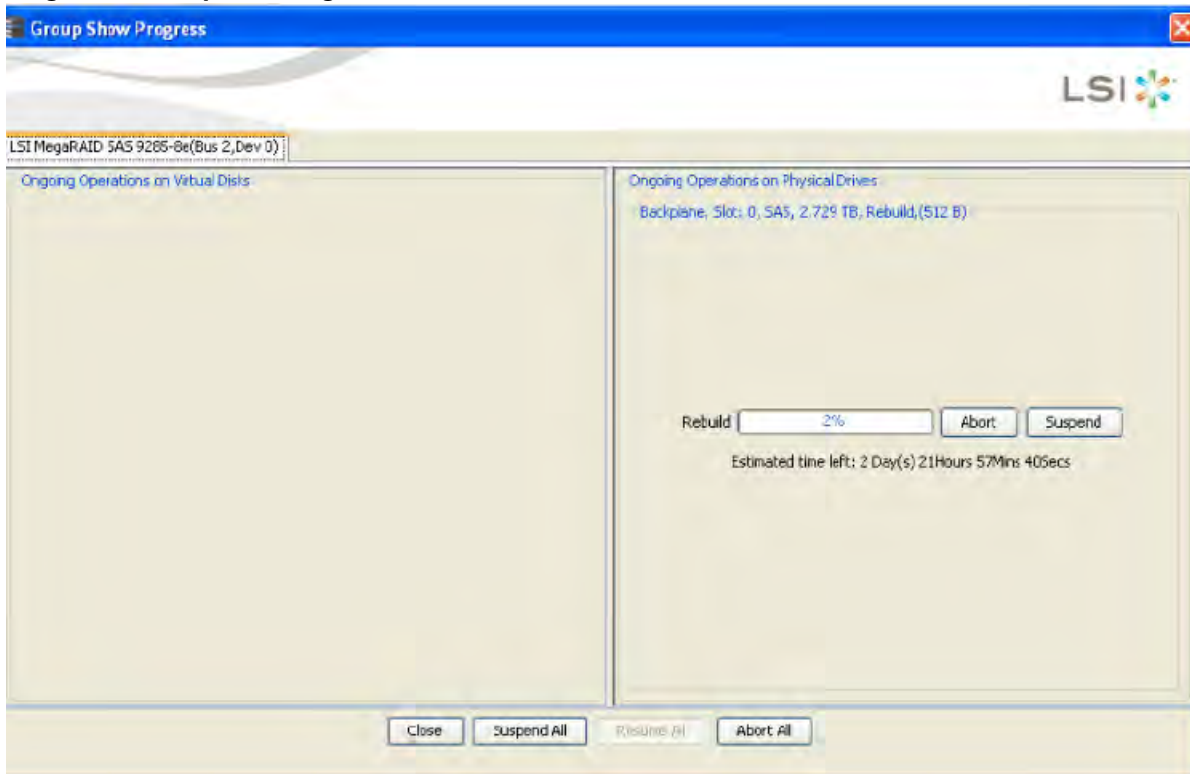 Group Show Progress
LSI
LSI MegaRAID SAS 9285-8e(Bus 2,Dev 0)
Ongoing Operations on Virtual Disks
Ongoing Operations on Physical Drives
Backplane, Slot: 0, SAS, 2.729 TB, Rebuild,(512 B)
Rebuild 2% Abort Suspend
Estimated time left: 2 Day(s) 21Hours 57Mins 40Secs
Close Suspend All Resume All Abort All